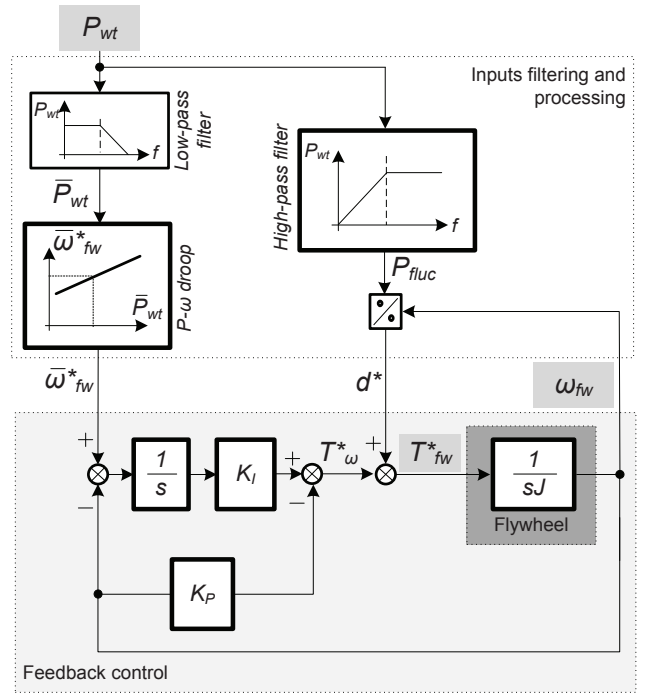 P_wt
Inputs filtering and
processing
P_wt
f
Low-pass
filter
P̅_wt
ω̅*_fw
P̅_wt
P-ω droop
High-pass filter
P_wt
f
P_fluc
ω̅*_fw
d*
ω_fw
+
−
1
s
K_I
+
−
T*_ω
+
T*_fw
1
sJ
Flywheel
K_P
Feedback control